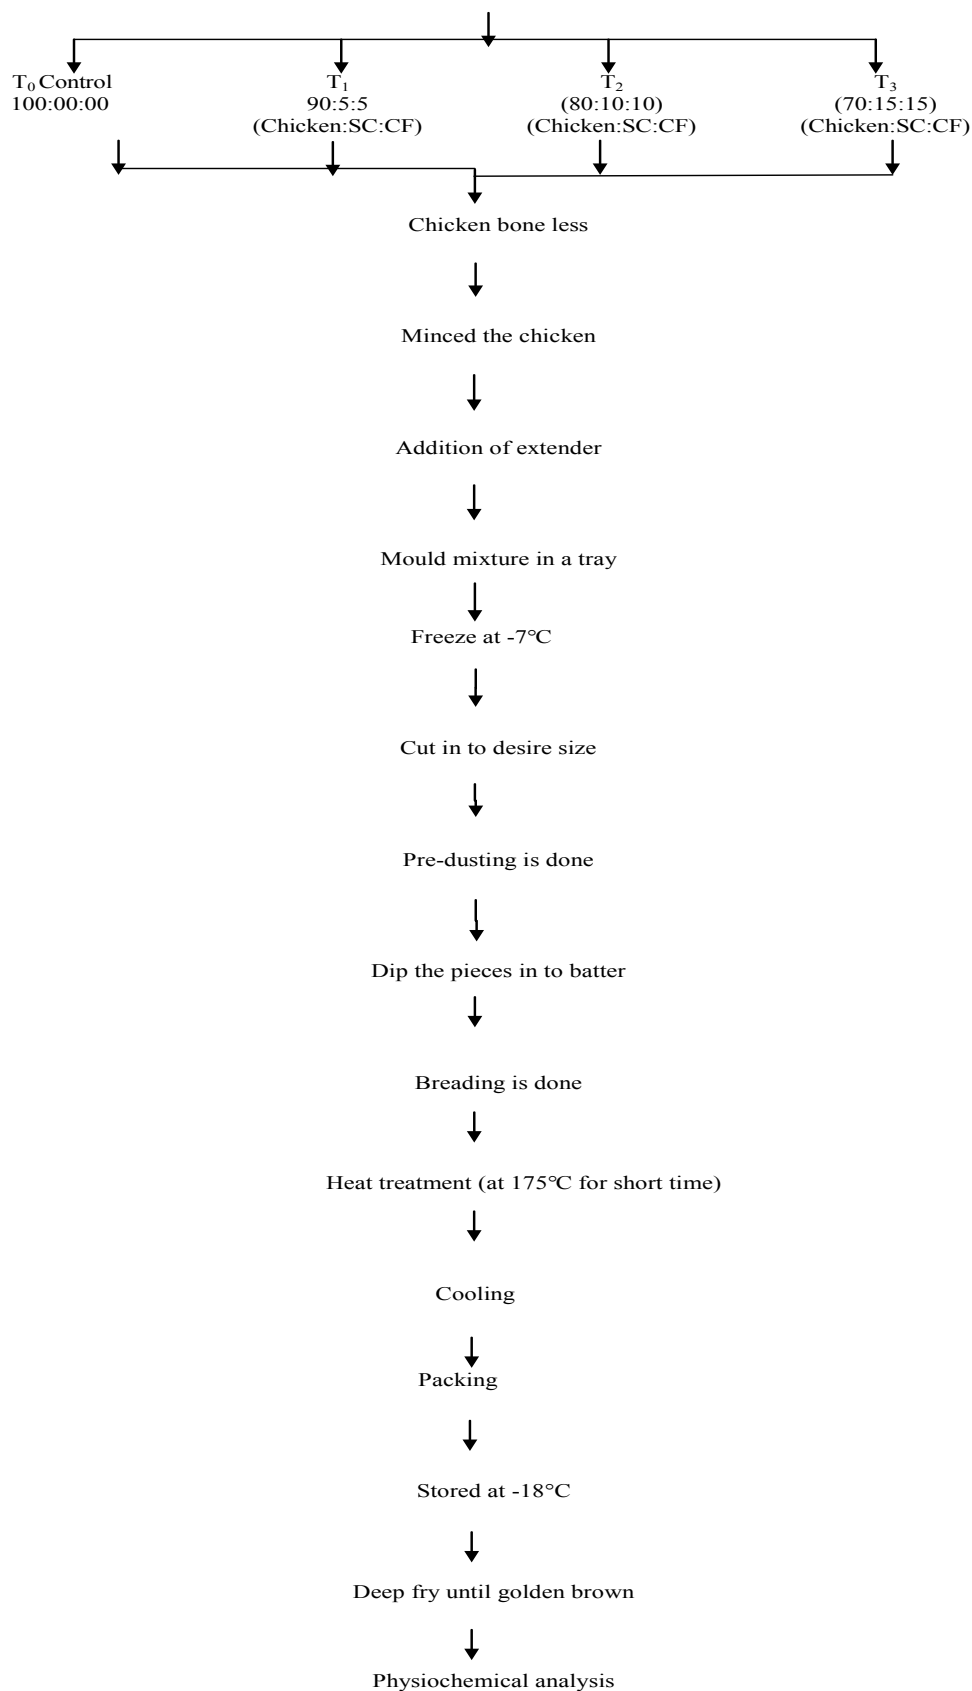 T₀ Control
100:00:00
T₁
90:5:5
(Chicken:SC:CF)
T₂
(80:10:10)
(Chicken:SC:CF)
T₃
(70:15:15)
(Chicken:SC:CF)
Chicken bone less
Minced the chicken
Addition of extender
Mould mixture in a tray
Freeze at -7°C
Cut in to desire size
Pre-dusting is done
Dip the pieces in to batter
Breading is done
Heat treatment (at 175°C for short time)
Cooling
Packing
Stored at -18°C
Deep fry until golden brown
Physiochemical analysis